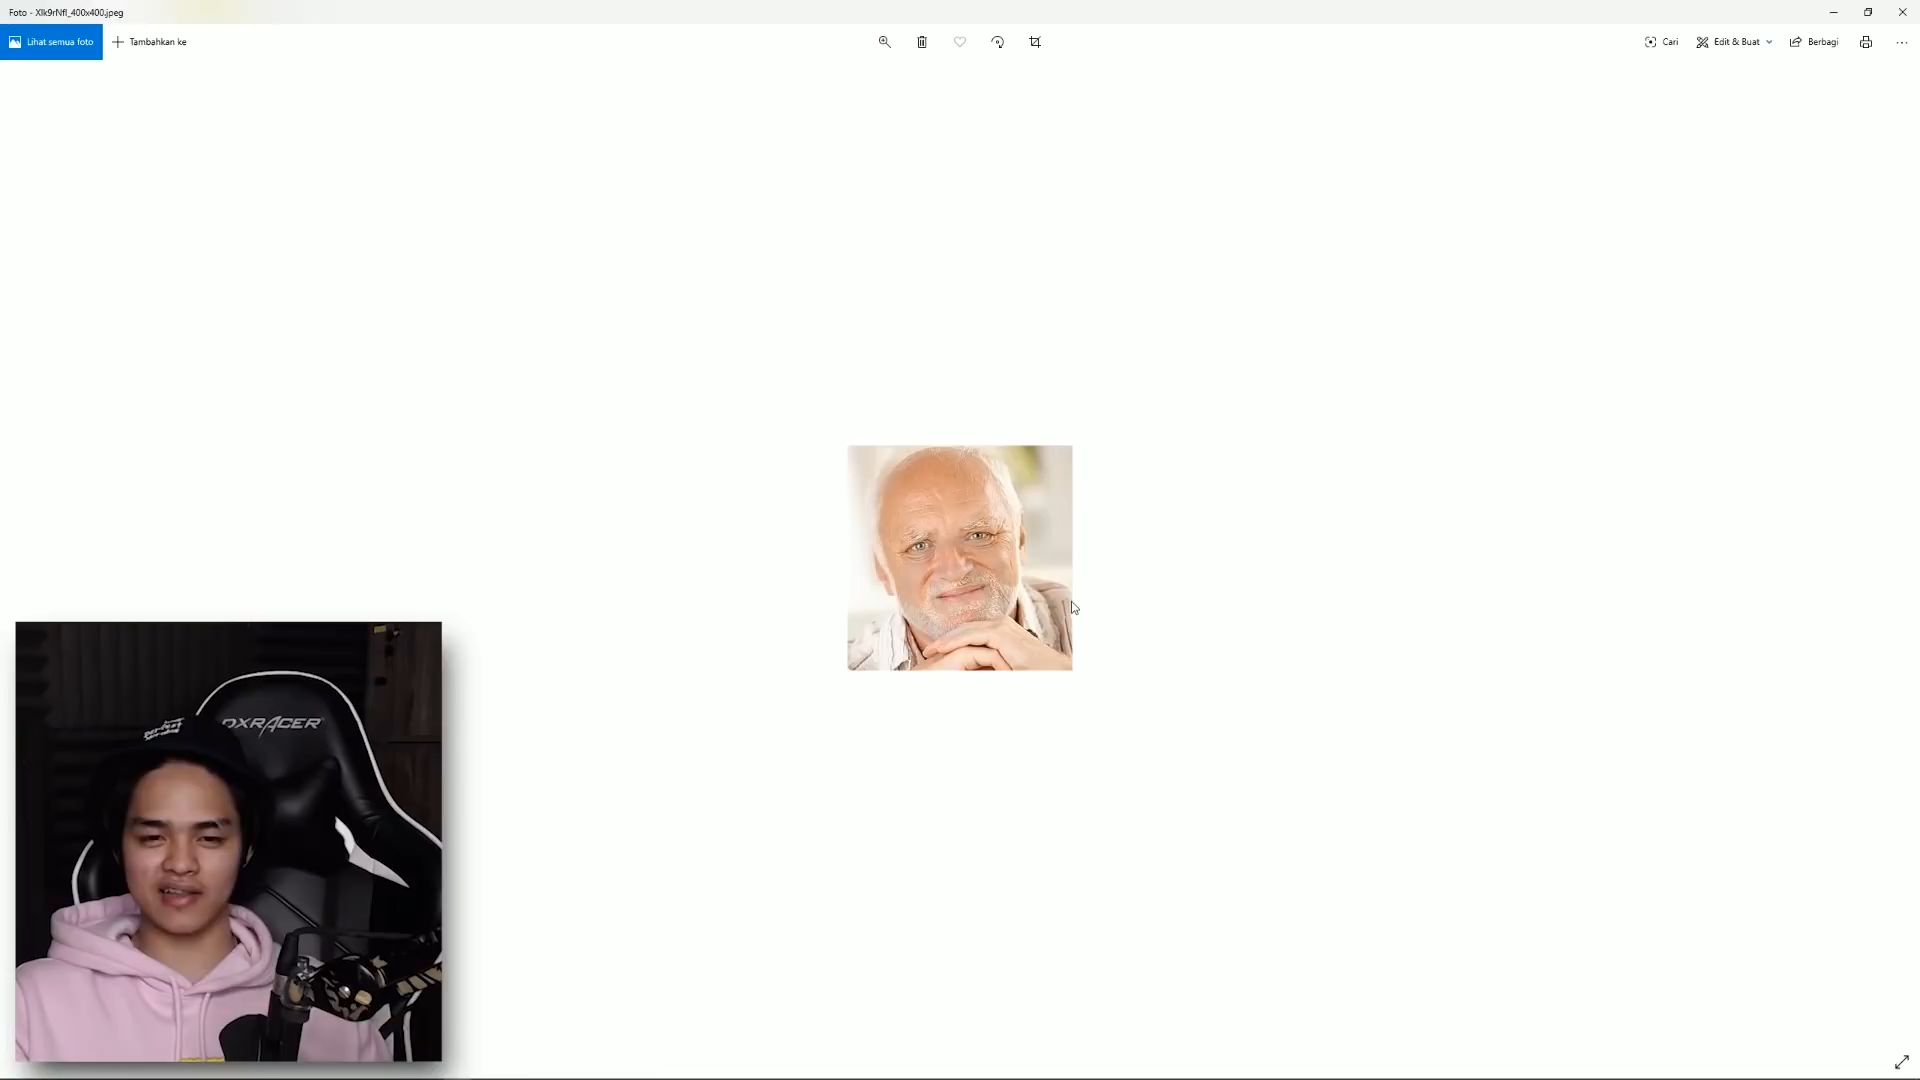 Foto - XIk9rNfI_400x400.jpeg
Lihat semua foto
Tambahkan ke
Cari
Edit & Buat
Berbagi
DXRACER